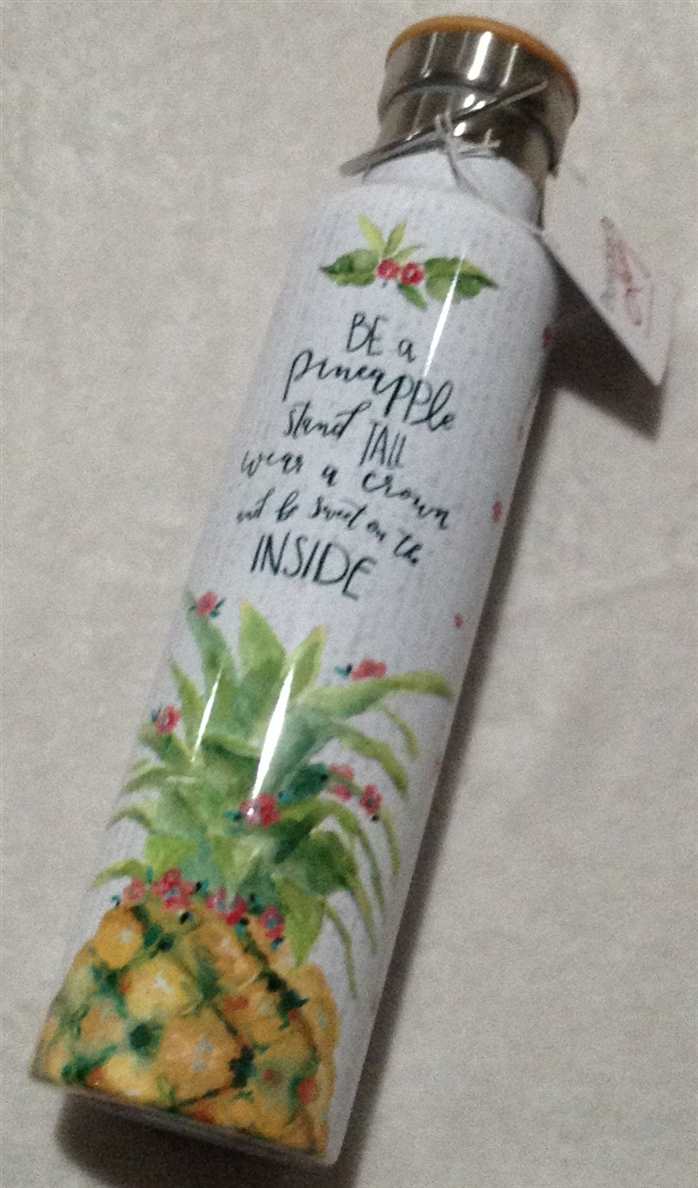 BE a
pineapple
stand TALL
wear a crown
and be sweet on the
INSIDE